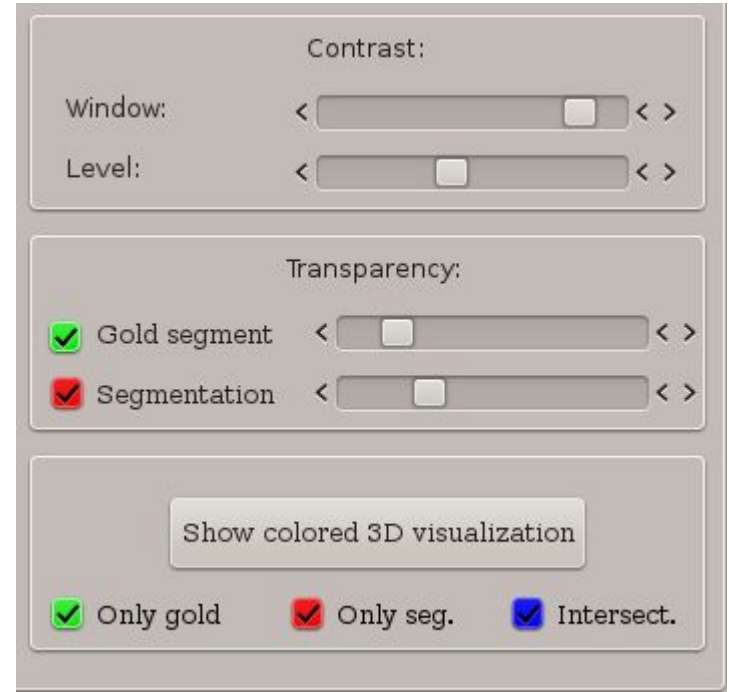 Contrast:
Window:
Level:
Transparency:
Gold segment
Segmentation
Show colored 3D visualization
Only gold Only seg. Intersect.